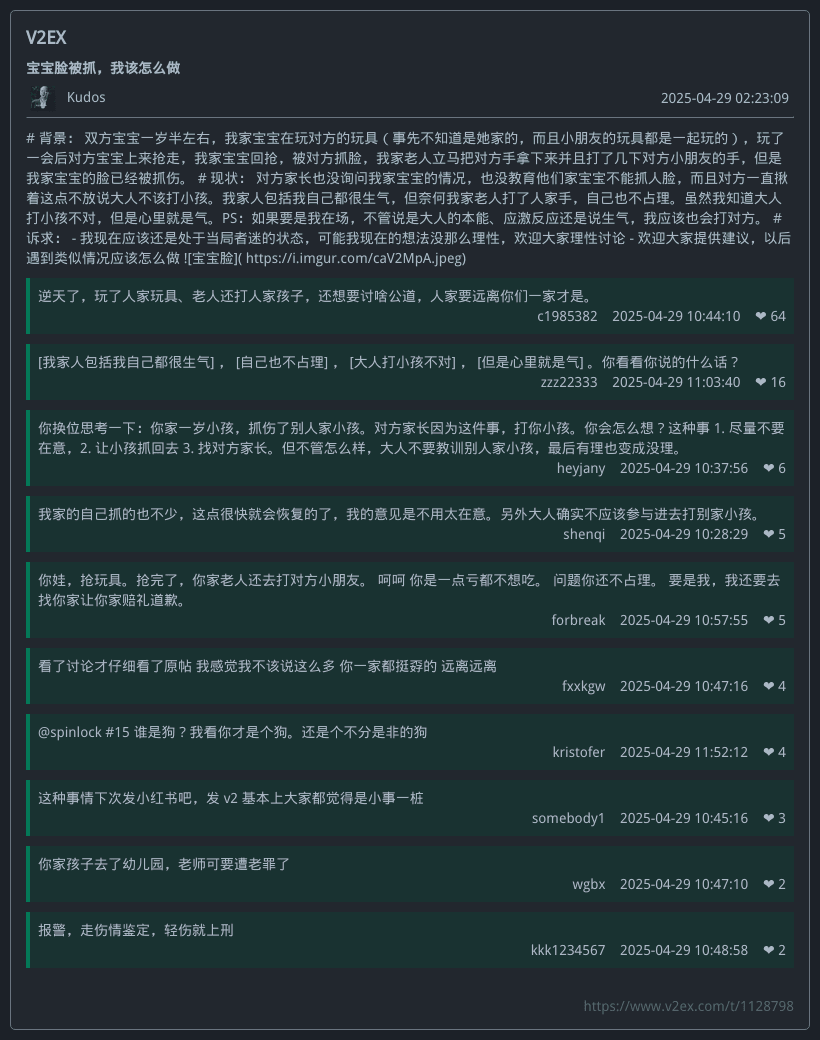 V2EX
宝宝脸被抓，我该怎么做
Kudos 2025-04-29 02:23:09
# 背景： 双方宝宝一岁半左右，我家宝宝在玩对方的玩具（事先不知道是她家的，而且小朋友的玩具都是一起玩的），玩了
一会后对方宝宝上来抢走，我家宝宝回抢，被对方抓脸，我家老人立马把对方手拿下来并且打了几下对方小朋友的手，但是
我家宝宝的脸已经被抓伤。 # 现状： 对方家长也没询问我家宝宝的情况，也没教育他们家宝宝不能抓人脸，而且对方一直揪
着这点不放说大人不该打小孩。我家人包括我自己都很生气，但奈何我家老人打了人家手，自己也不占理。虽然我知道大人
打小孩不对，但是心里就是气。PS：如果要是我在场，不管说是大人的本能、应激反应还是说生气，我应该也会打对方。 #
诉求： - 我现在应该还是处于当局者迷的状态，可能我现在的想法没那么理性，欢迎大家理性讨论 - 欢迎大家提供建议，以后
遇到类似情况应该怎么做 ![宝宝脸]( https://i.imgur.com/caV2MpA.jpeg)
逆天了，玩了人家玩具、老人还打人家孩子，还想要讨啥公道，人家要远离你们一家才是。
c1985382 2025-04-29 10:44:10 ❤ 64
[我家人包括我自己都很生气] ， [自己也不占理] ， [大人打小孩不对] ， [但是心里就是气] 。你看看你说的什么话？
zzz22333 2025-04-29 11:03:40 ❤ 16
你换位思考一下：你家一岁小孩，抓伤了别人家小孩。对方家长因为这件事，打你小孩。你会怎么想？这种事 1. 尽量不要
在意，2. 让小孩抓回去 3. 找对方家长。但不管怎么样，大人不要教训别人家小孩，最后有理也变成没理。
heyjany 2025-04-29 10:37:56 ❤ 6
我家的自己抓的也不少，这点很快就会恢复的了，我的意见是不用太在意。另外大人确实不应该参与进去打别家小孩。
shenqi 2025-04-29 10:28:29 ❤ 5
你娃，抢玩具。抢完了，你家老人还去打对方小朋友。 呵呵 你是一点亏都不想吃。 问题你还不占理。 要是我，我还要去
找你家让你家赔礼道歉。
forbreak 2025-04-29 10:57:55 ❤ 5
看了讨论才仔细看了原帖 我感觉我不该说这么多 你一家都挺孬的 远离远离
fxxkgw 2025-04-29 10:47:16 ❤ 4
@spinlock #15 谁是狗？我看你才是个狗。还是个不分是非的狗
kristofer 2025-04-29 11:52:12 ❤ 4
这种事情下次发小红书吧，发 v2 基本上大家都觉得是小事一桩
somebody1 2025-04-29 10:45:16 ❤ 3
你家孩子去了幼儿园，老师可要遭老罪了
wgbx 2025-04-29 10:47:10 ❤ 2
报警，走伤情鉴定，轻伤就上刑
kkk1234567 2025-04-29 10:48:58 ❤ 2
https://www.v2ex.com/t/1128798